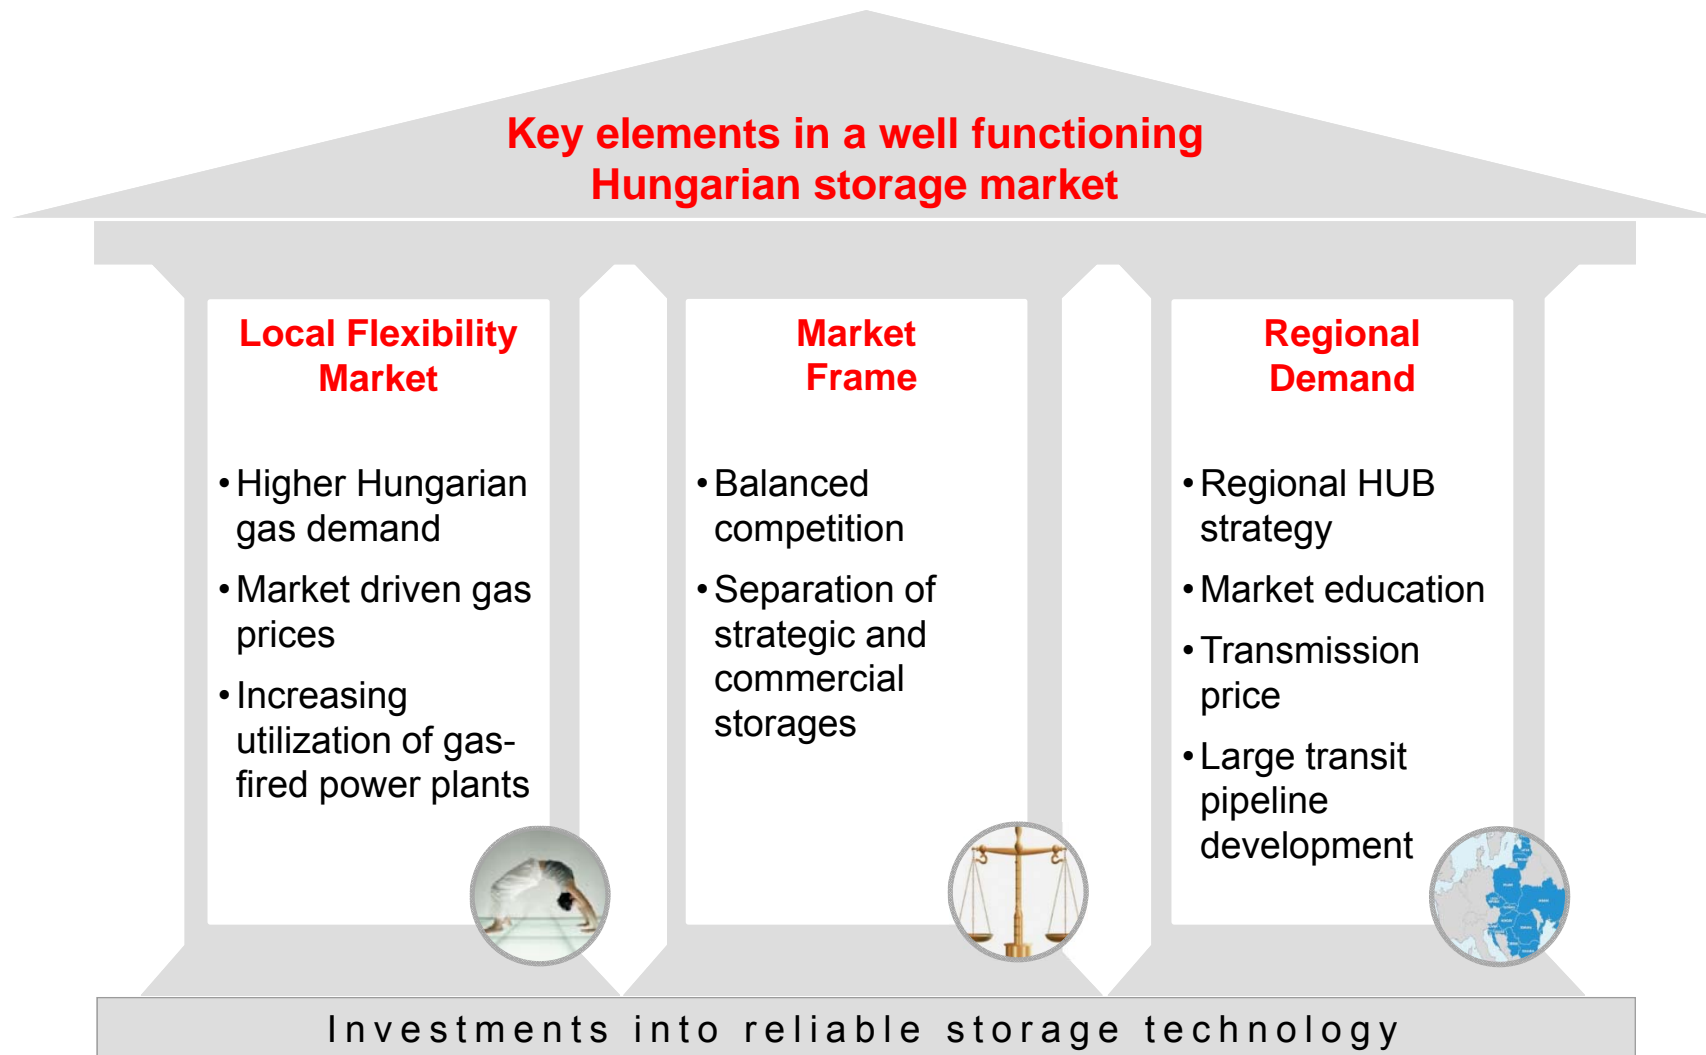 Key elements in a well functioning
Hungarian storage market
Local Flexibility
Market
•Higher Hungarian
gas demand
•Market driven gas
prices
•Increasing
utilization of gas-
fired power plants
Market
Frame
•Balanced
competition
•Separation of
strategic and
commercial
storages
Regional
Demand
•Regional HUB
strategy
•Market education
•Transmission
price
•Large transit
pipeline
development
Investments into reliable storage technology